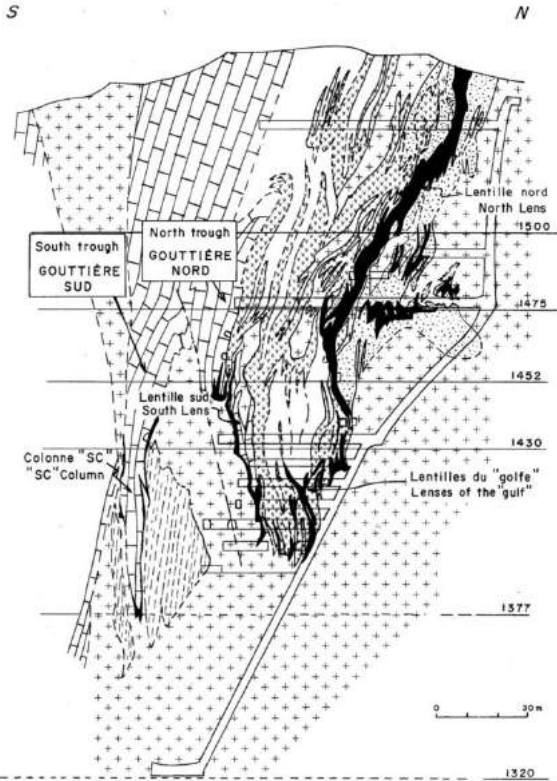 S
N
Lentille nord
North Lens
1500
South trough
GOUTTIÈRE
SUD
North trough
GOUTTIÈRE
NORD
1475
1452
Lentille sud
South Lens
1430
Colonne "SC"
"SC" Column
Lentilles du "golfe"
Lenses of the "gulf"
1377
0 30m
1320